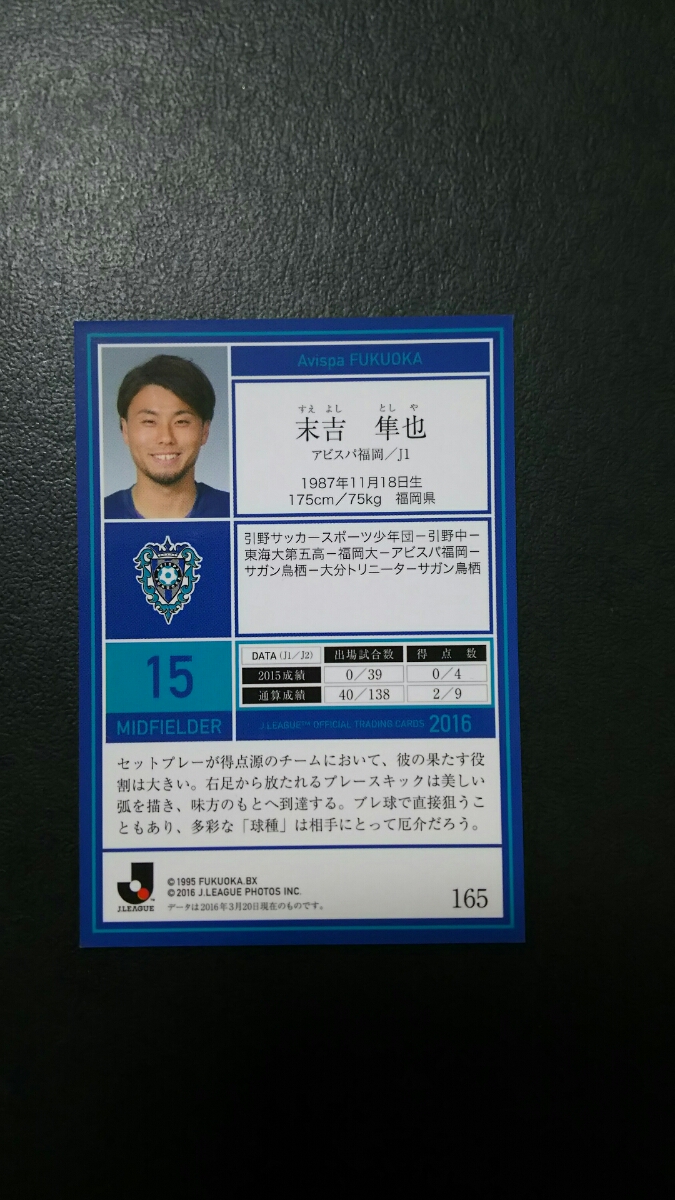 Avispa FUKUOKA
すえ よし とし や
末吉 隼也
アビスパ福岡／J1
1987年11月18日生
175cm／75kg 福岡県
引野サッカースポーツ少年団－引野中－
東海大第五高－福岡大－アビスパ福岡－
サガン鳥栖－大分トリニータ－サガン鳥栖
15
MIDFIELDER
DATA (J1／J2) 出場試合数 得点数
2015成績 0／39 0／4
通算成績 40／138 2／9
J.LEAGUE™ OFFICIAL TRADING CARDS 2016
セットプレーが得点源のチームにおいて、彼の果たす役
割は大きい。右足から放たれるプレースキックは美しい
弧を描き、味方のもとへ到達する。ブレ球で直接狙うこ
ともあり、多彩な「球種」は相手にとって厄介だろう。
J.LEAGUE™
©1995 FUKUOKA.BX
©2016 J.LEAGUE PHOTOS INC.
データは2016年3月20日現在のものです。
165